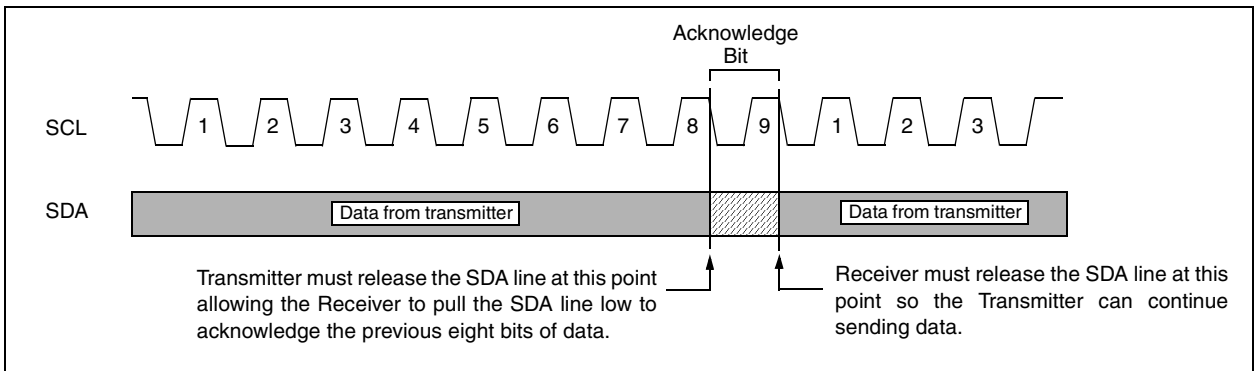 Acknowledge
Bit
SCL
1 2 3 4 5 6 7 8 9 1 2 3
SDA
Data from transmitter
Data from transmitter
Transmitter must release the SDA line at this point
allowing the Receiver to pull the SDA line low to
acknowledge the previous eight bits of data.
Receiver must release the SDA line at this
point so the Transmitter can continue
sending data.